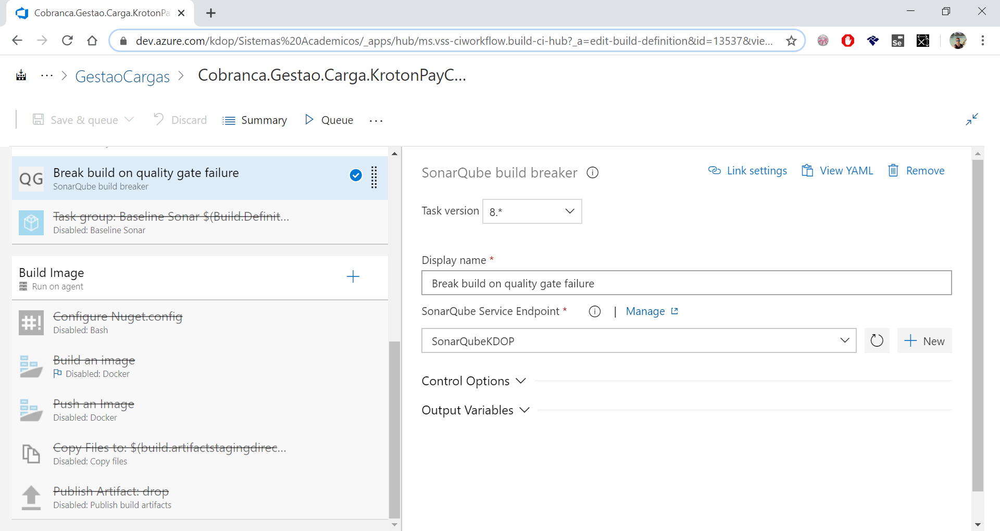 Cobranca.Gestao.Carga.KrotonPa
dev.azure.com/kdop/Sistemas%20Academicos/_apps/hub/ms.vss-ciworkflow.build-ci-hub?_a=edit-build-definition&id=13537&vie...
Se
... > GestaoCargas > Cobranca.Gestao.Carga.KrotonPayC...
Save & queue
Discard
Summary
Queue
...
QG
Break build on quality gate failure
SonarQube build breaker
Task group: Baseline Sonar $(Build.Definit...
Disabled: Baseline Sonar
Build Image
Run on agent
#!
Configure Nuget.config
Disabled: Bash
Build an image
Disabled: Docker
Push an Image
Disabled: Docker
Copy Files to: $(build.artifactstagingdirec...
Disabled: Copy files
Publish Artifact: drop
Disabled: Publish build artifacts
SonarQube build breaker
Link settings
View YAML
Remove
Task version
8.*
Display name *
Break build on quality gate failure
SonarQube Service Endpoint * | Manage
SonarQubeKDOP
New
Control Options
Output Variables